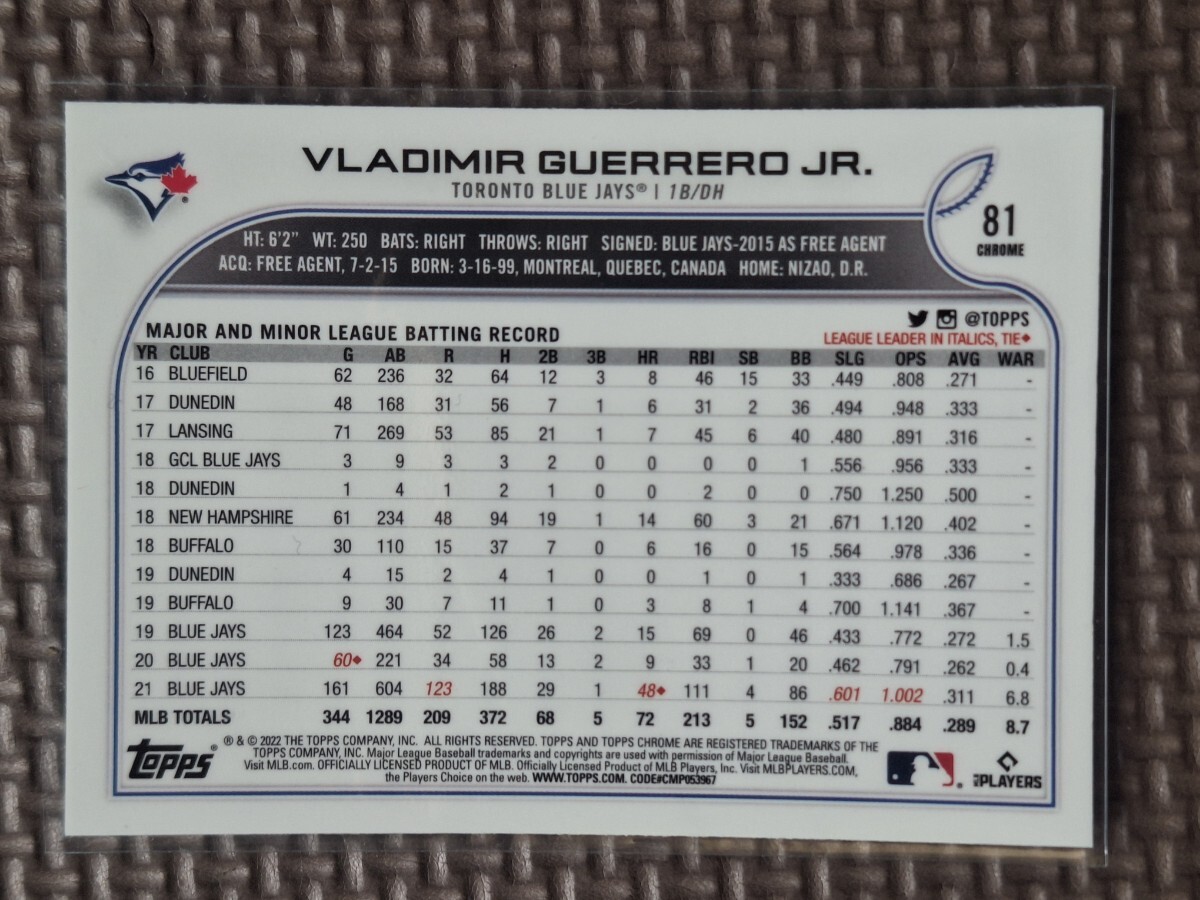 VLADIMIR GUERRERO JR.
TORONTO BLUE JAYS® | 1B/DH
81
CHROME
HT: 6'2" WT: 250 BATS: RIGHT THROWS: RIGHT SIGNED: BLUE JAYS-2015 AS FREE AGENT
ACQ: FREE AGENT, 7-2-15 BORN: 3-16-99, MONTREAL, QUEBEC, CANADA HOME: NIZAO, D.R.
@TOPPS
MAJOR AND MINOR LEAGUE BATTING RECORD
LEAGUE LEADER IN ITALICS, TIE◆
YR CLUB G AB R H 2B 3B HR RBI SB BB SLG OPS AVG WAR
16 BLUEFIELD 62 236 32 64 12 3 8 46 15 33 .449 .808 .271 -
17 DUNEDIN 48 168 31 56 7 1 6 31 2 36 .494 .948 .333 -
17 LANSING 71 269 53 85 21 1 7 45 6 40 .480 .891 .316 -
18 GCL BLUE JAYS 3 9 3 3 2 0 0 0 0 1 .556 .956 .333 -
18 DUNEDIN 1 4 1 2 1 0 0 2 0 0 .750 1.250 .500 -
18 NEW HAMPSHIRE 61 234 48 94 19 1 14 60 3 21 .671 1.120 .402 -
18 BUFFALO 30 110 15 37 7 0 6 16 0 15 .564 .978 .336 -
19 DUNEDIN 4 15 2 4 1 0 0 1 0 1 .333 .686 .267 -
19 BUFFALO 9 30 7 11 1 0 3 8 1 4 .700 1.141 .367 -
19 BLUE JAYS 123 464 52 126 26 2 15 69 0 46 .433 .772 .272 1.5
20 BLUE JAYS 60◆ 221 34 58 13 2 9 33 1 20 .462 .791 .262 0.4
21 BLUE JAYS 161 604 123 188 29 1 48◆ 111 4 86 .601 1.002 .311 6.8
MLB TOTALS 344 1289 209 372 68 5 72 213 5 152 .517 .884 .289 8.7
Topps®
® & © 2022 THE TOPPS COMPANY, INC. ALL RIGHTS RESERVED. TOPPS AND TOPPS CHROME ARE REGISTERED TRADEMARKS OF THE
TOPPS COMPANY, INC. Major League Baseball trademarks and copyrights are used with permission of Major League Baseball.
Visit MLB.com. OFFICIALLY LICENSED PRODUCT OF MLB. Officially Licensed Product of MLB Players, Inc. Visit MLBPLAYERS.COM,
the Players Choice on the web. WWW.TOPPS.COM. CODE#CMP053967
MLB PLAYERS